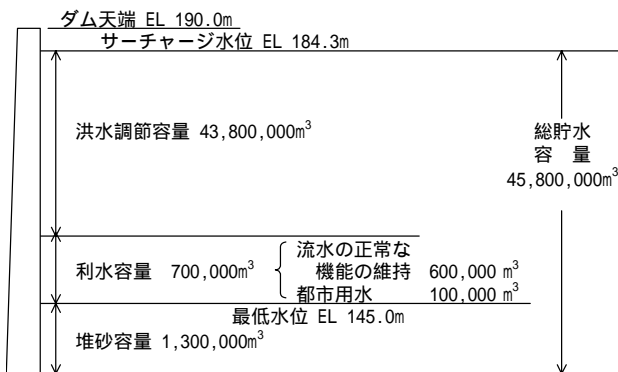 ダム天端 EL 190.0m
サーチャージ水位 EL 184.3m
洪水調節容量 43,800,000m³
総貯水
容 量
45,800,000m³
利水容量 700,000m³
流水の正常な
機能の維持 600,000 m³
都市用水 100,000 m³
最低水位 EL 145.0m
堆砂容量 1,300,000m³